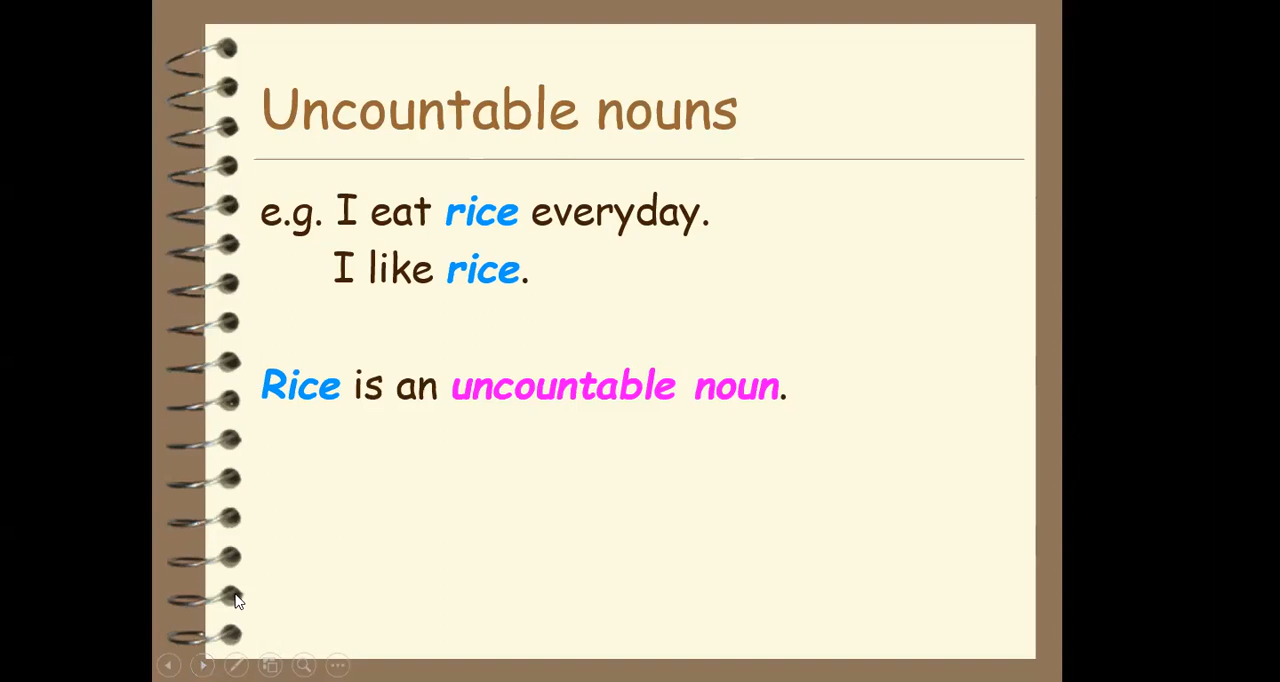 Uncountable nouns
e.g. I eat rice everyday.
I like rice.
Rice is an uncountable noun.